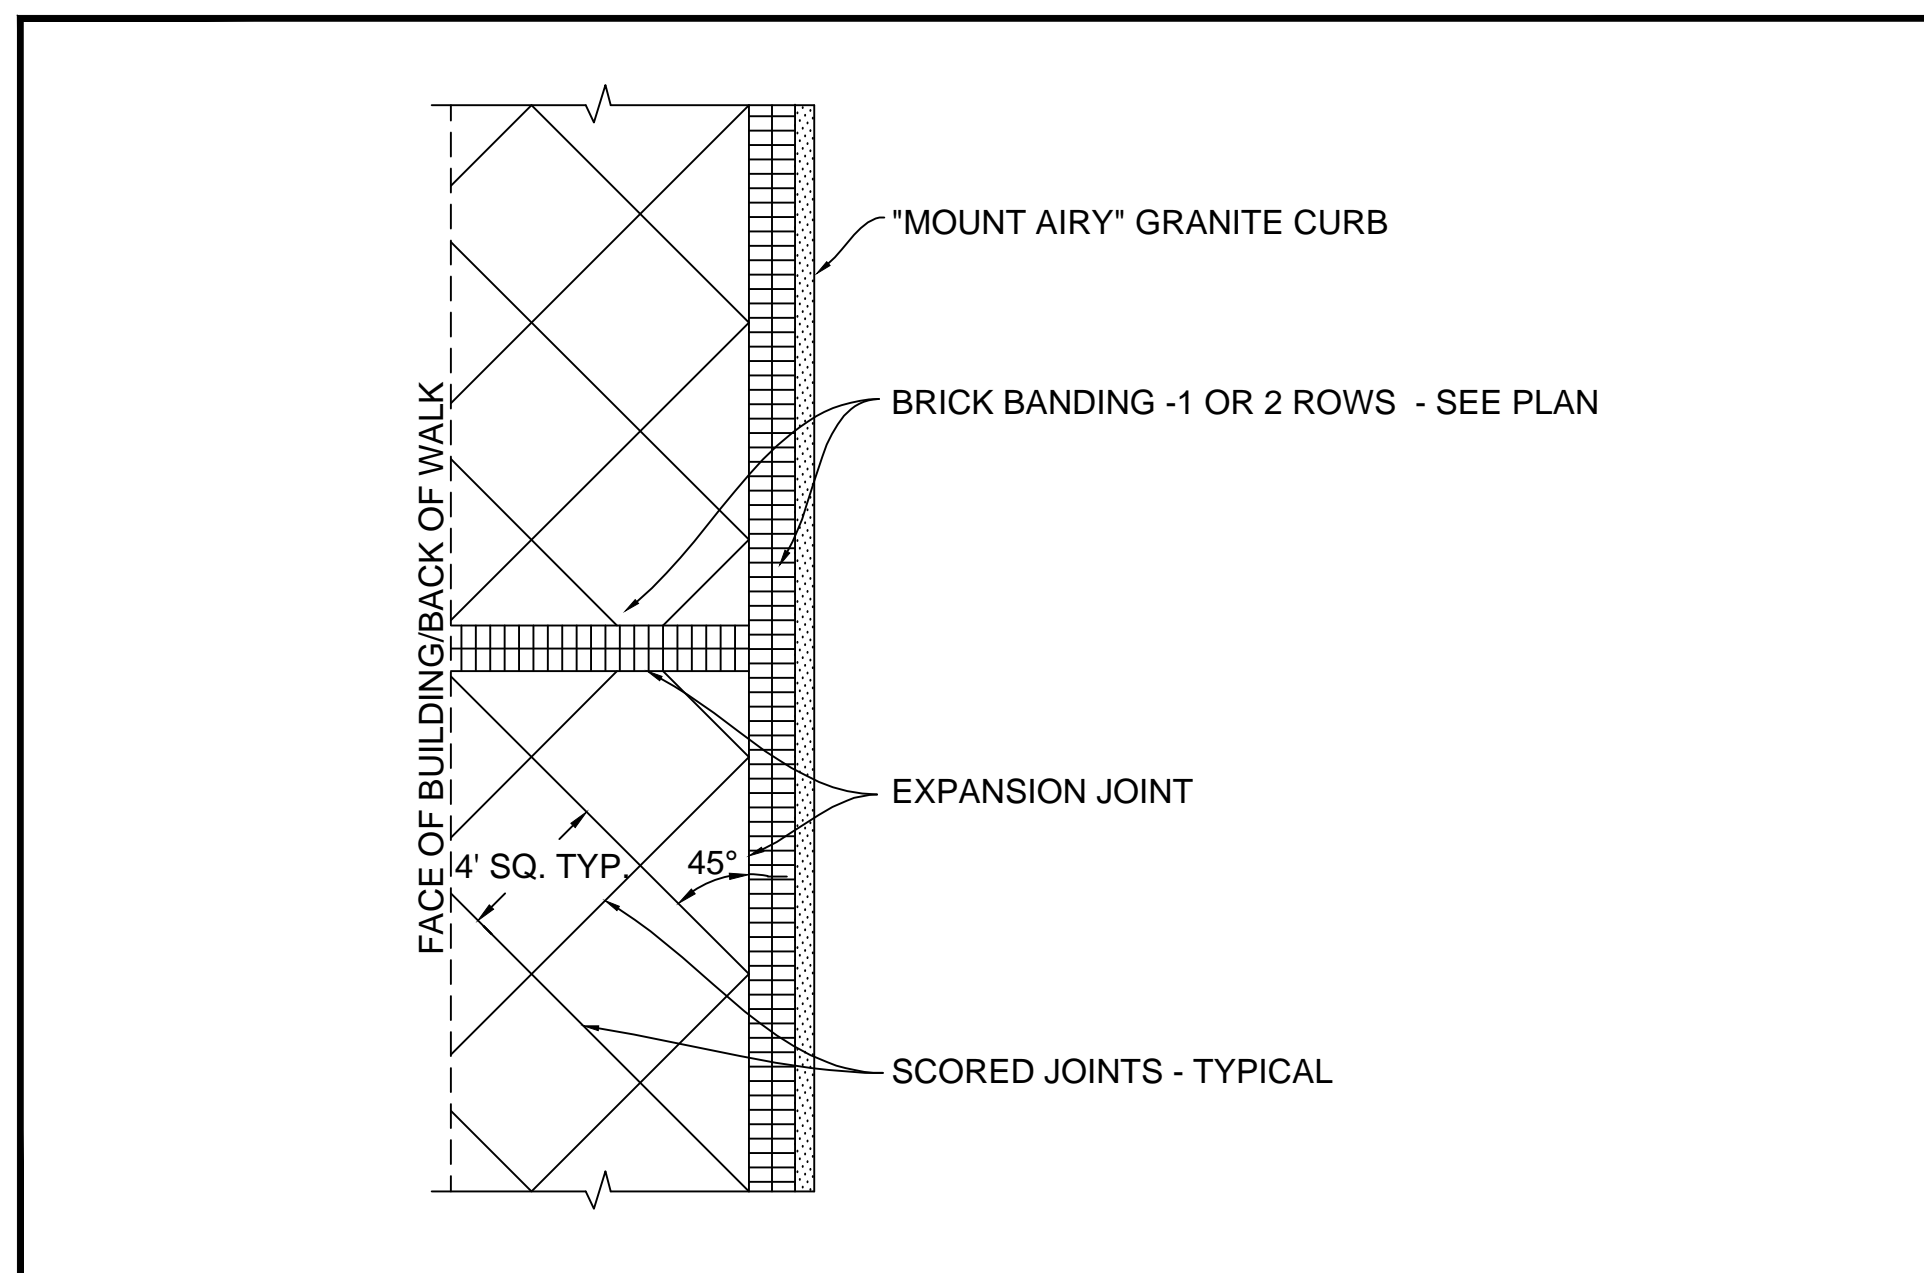 "MOUNT AIRY" GRANITE CURB
BRICK BANDING -1 OR 2 ROWS  - SEE PLAN
FACE OF BUILDING/BACK OF WALK
EXPANSION JOINT
4' SQ. TYP.
45°
SCORED JOINTS - TYPICAL